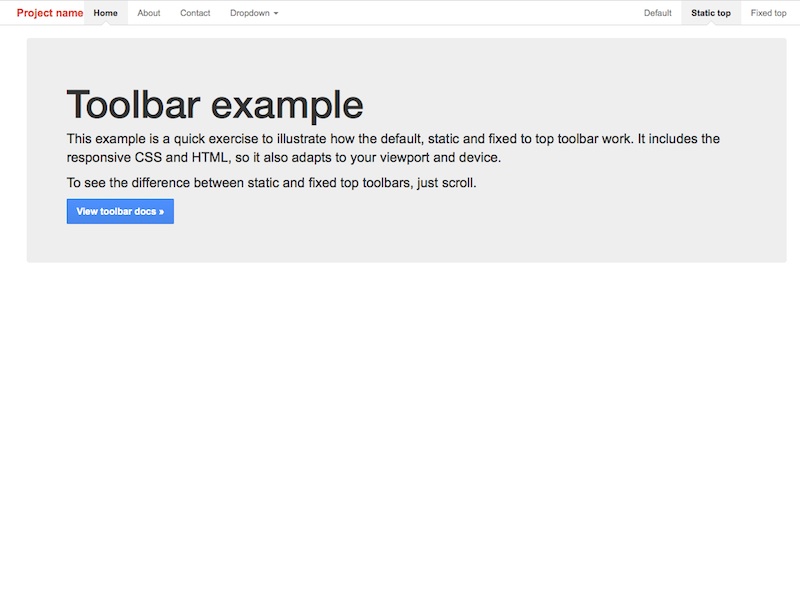 Project name Home About Contact Dropdown Default Static top Fixed top
Toolbar example
This example is a quick exercise to illustrate how the default, static and fixed to top toolbar work. It includes the
responsive CSS and HTML, so it also adapts to your viewport and device.
To see the difference between static and fixed top toolbars, just scroll.
View toolbar docs »